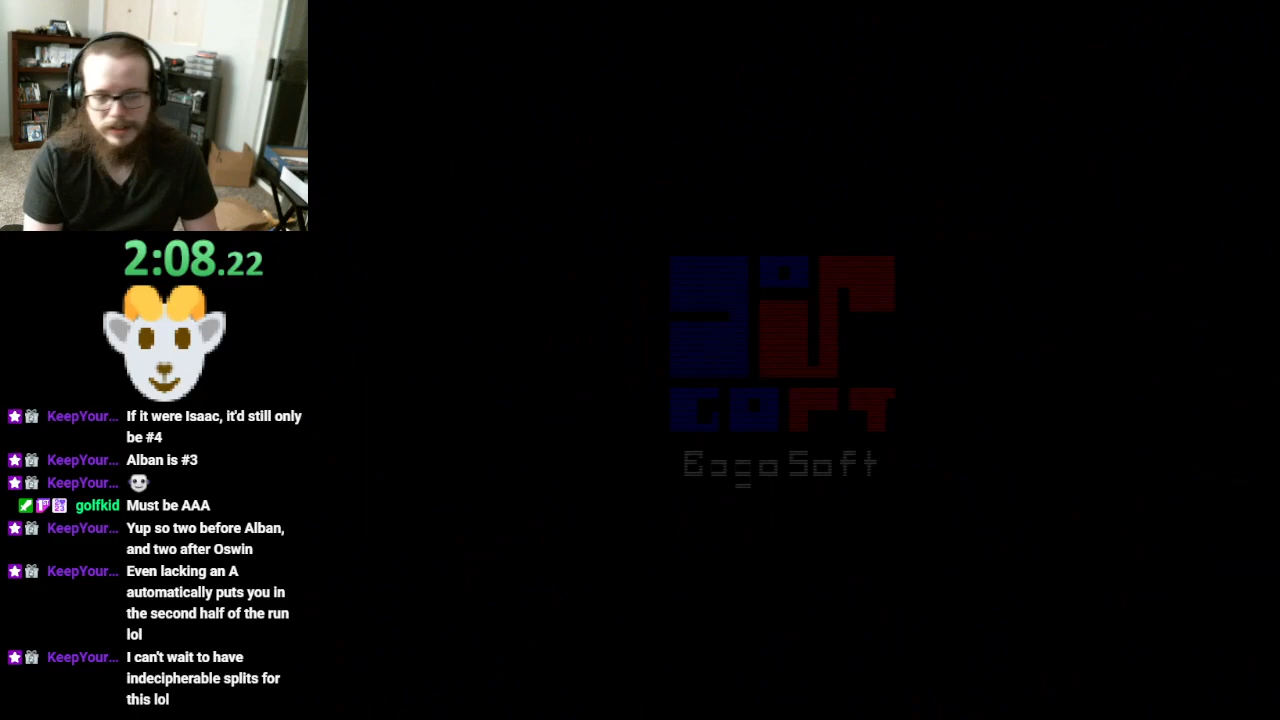 2:08.22
KeepYour... If it were Isaac, it'd still only
be #4
KeepYour... Alban is #3
KeepYour...
golfkid Must be AAA
KeepYour... Yup so two before Alban,
and two after Oswin
KeepYour... Even lacking an A
automatically puts you in
the second half of the run
lol
KeepYour... I can't wait to have
indecipherable splits for
this lol
BogoSoft